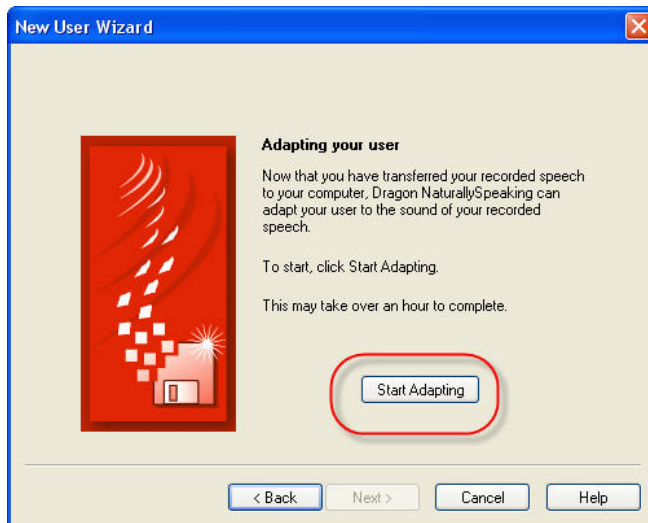 New User Wizard
Adapting your user
Now that you have transferred your recorded speech
to your computer, Dragon NaturallySpeaking can
adapt your user to the sound of your recorded
speech.
To start, click Start Adapting.
This may take over an hour to complete.
Start Adapting
< Back Next > Cancel Help